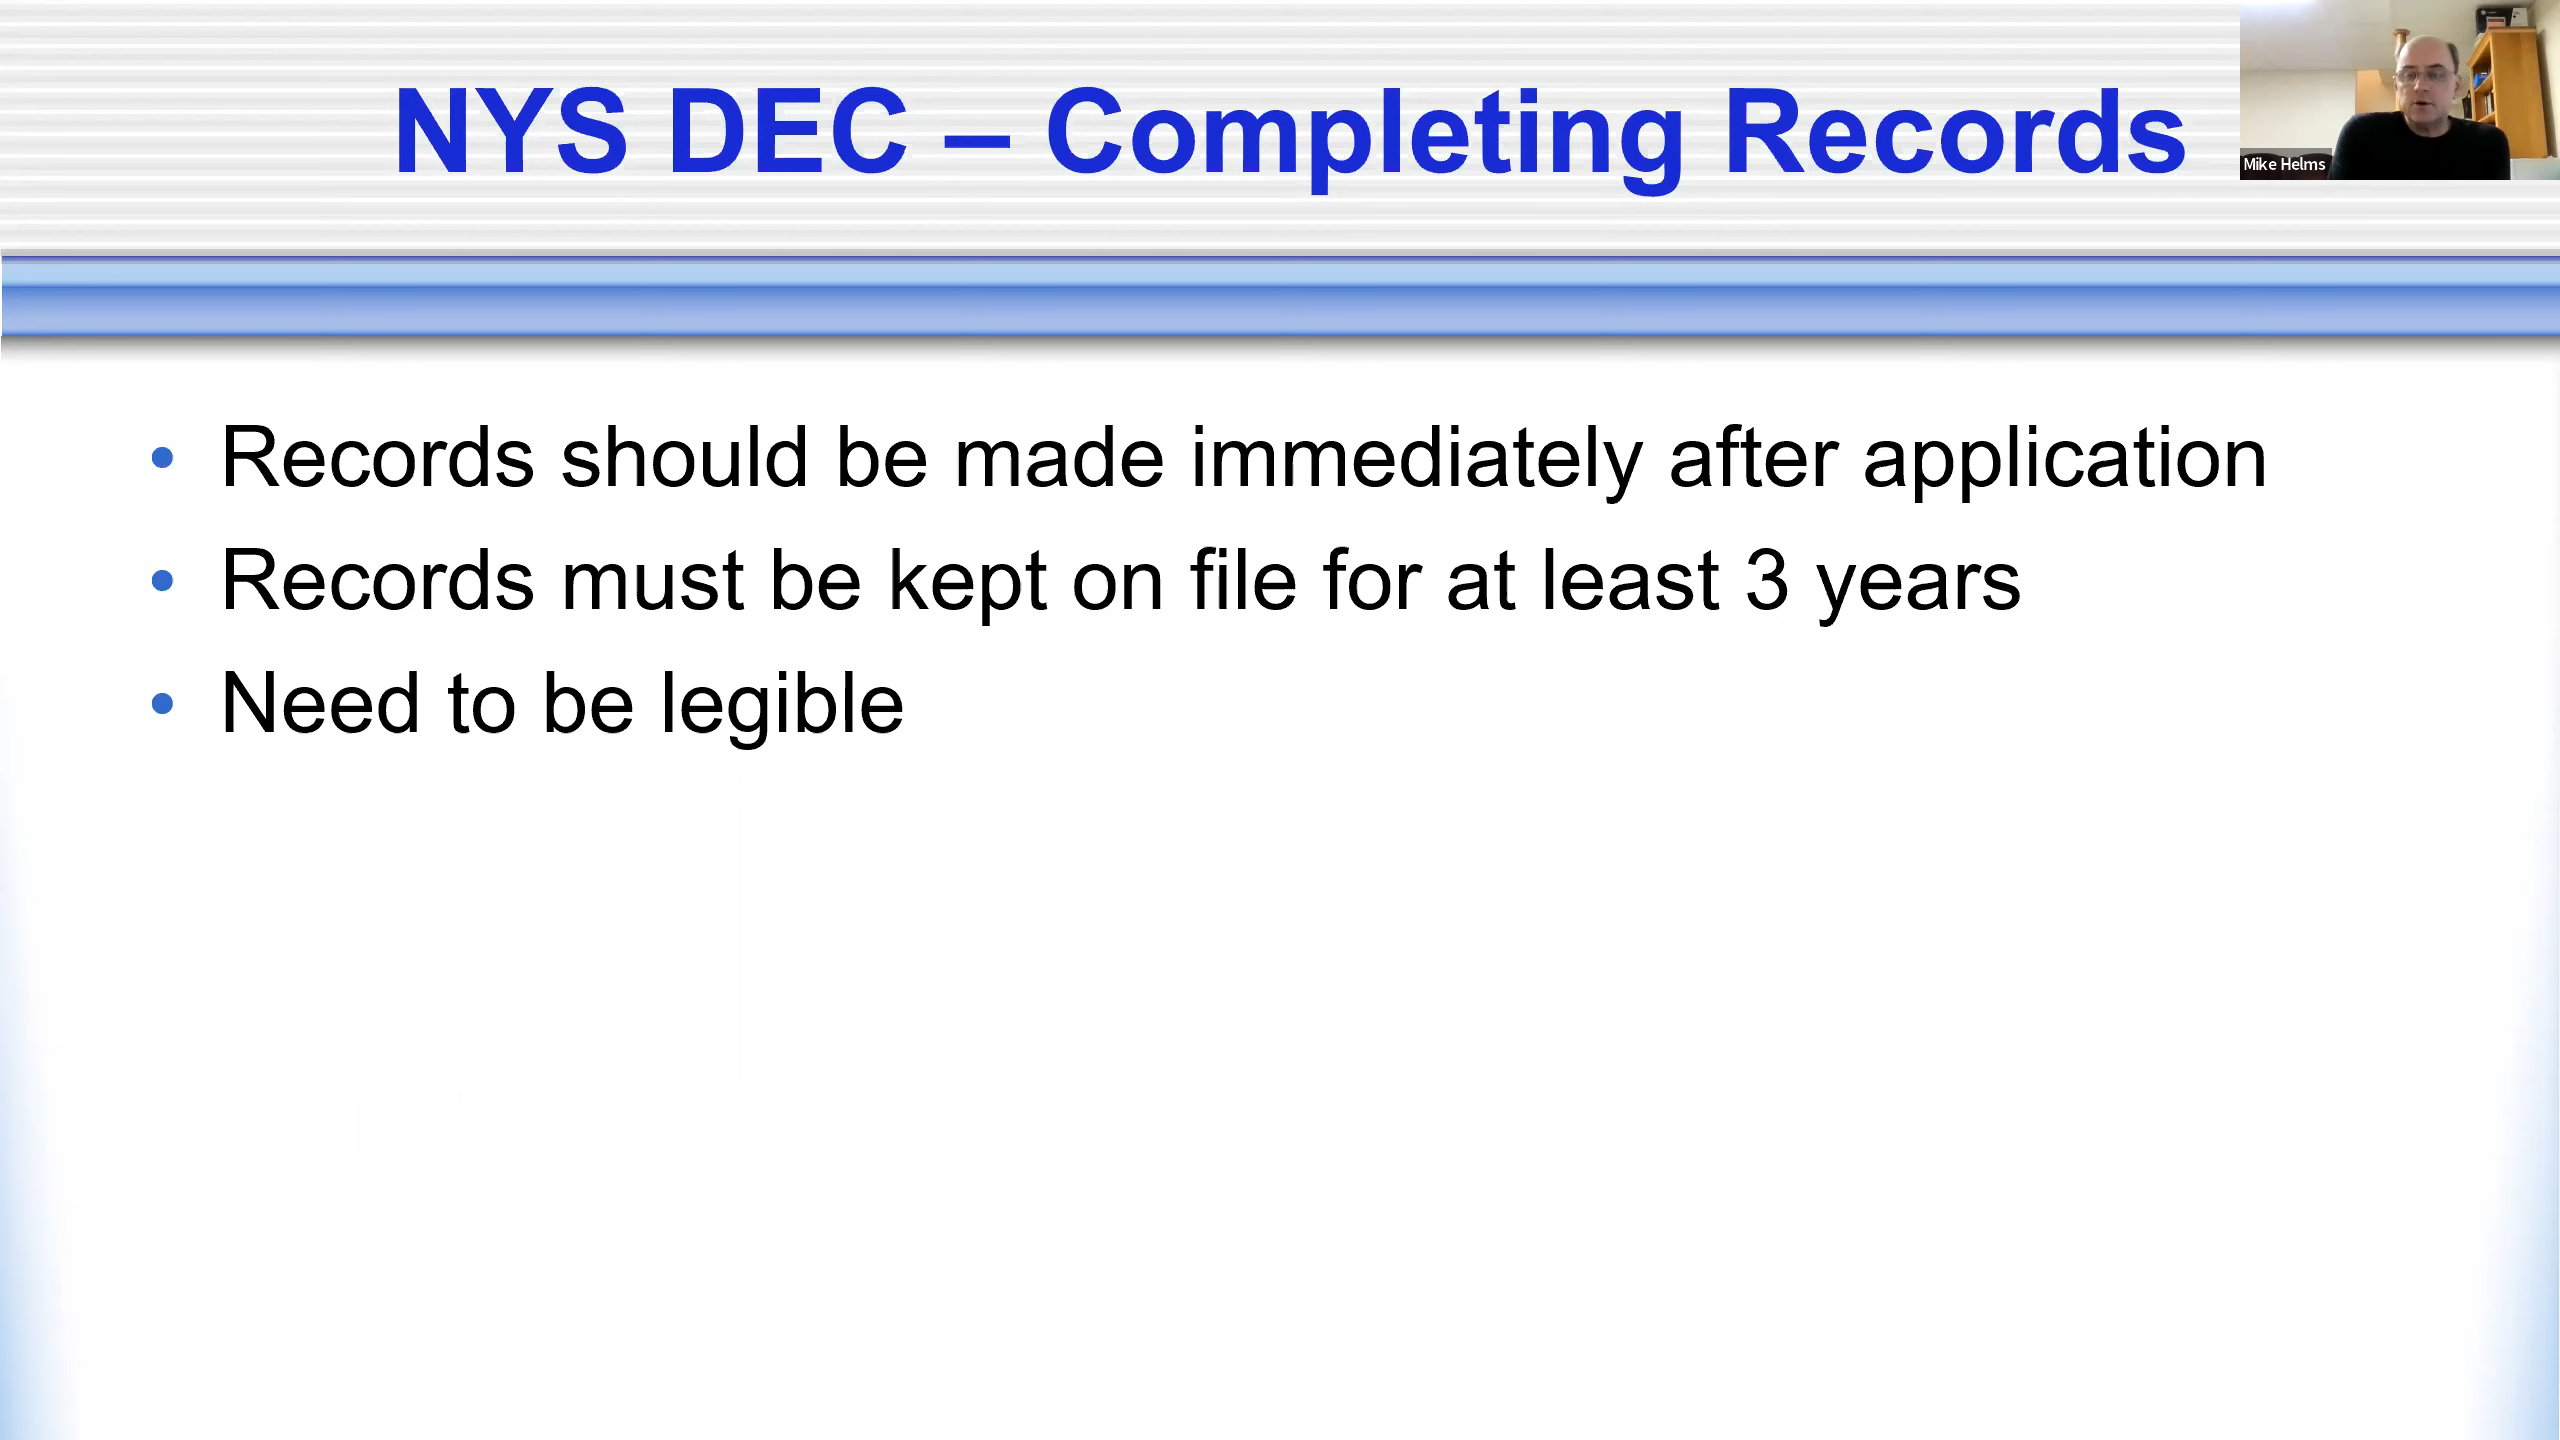 NYS DEC – Completing Records
Mike Helms
• Records should be made immediately after application
• Records must be kept on file for at least 3 years
• Need to be legible